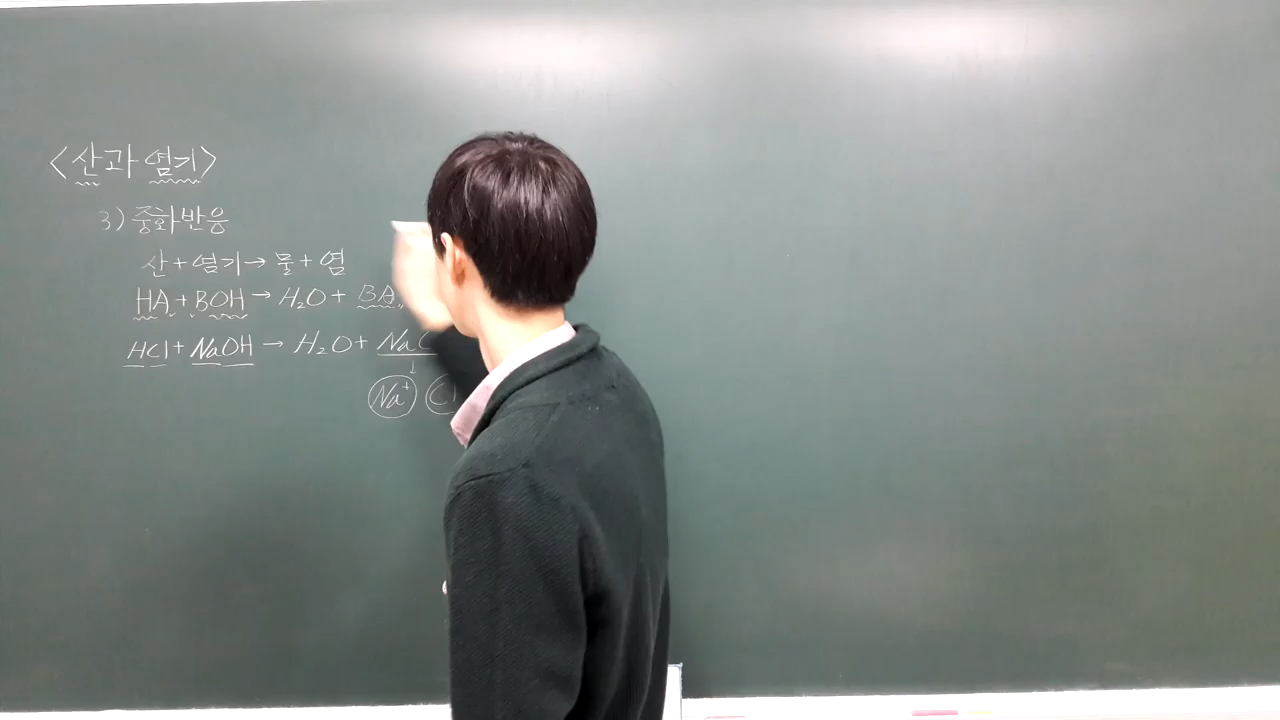 <산과 염기>
3) 중화반응
산 + 염기 → 물 + 염
HA + BOH → H₂O + BA
HCl + NaOH → H₂O + NaC
↓
Na⁺ C